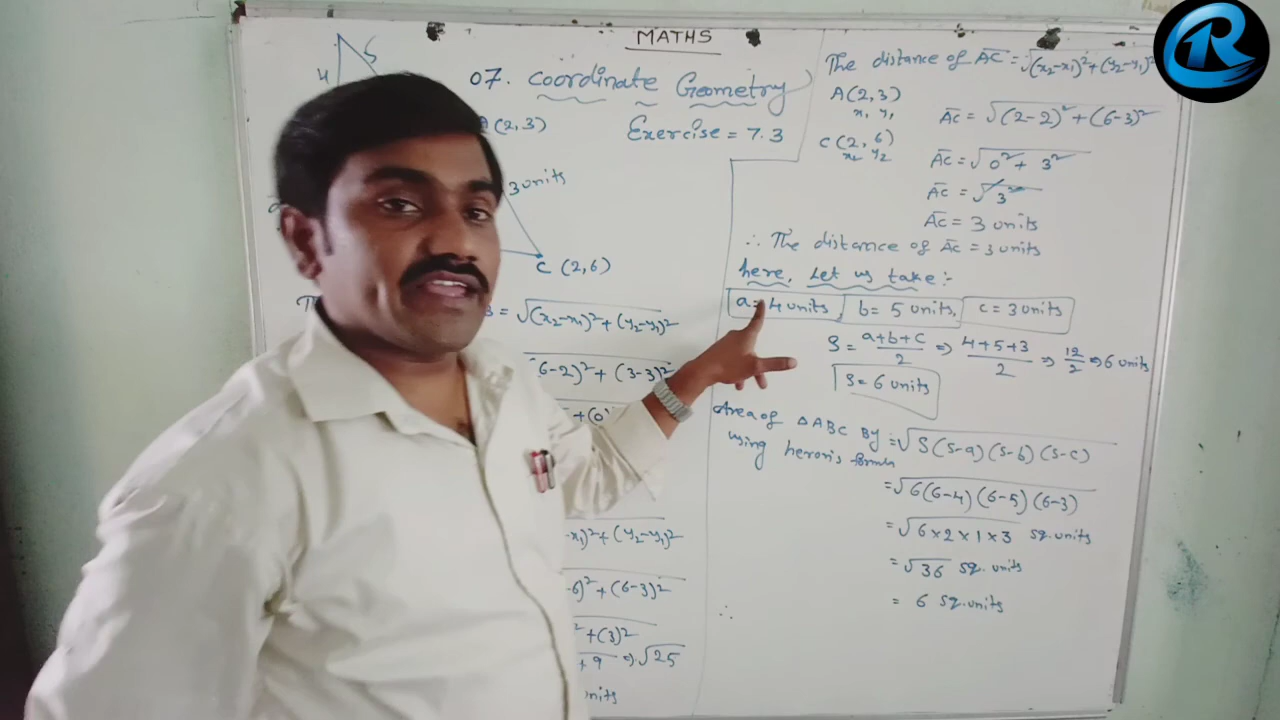 MATHS
07. Coordinate Geometry
Exercise = 7.3
4
5
A(2,3)
3 units
C (2,6)
B = √(x₂-x₁)²+(y₂-y₁)²
6-2)²+(3-3)²
+(0)
-x₁)²+(y₂-y₁)²
-6)²+(6-3)²
²+(3)²
+9 ⇒ √25
units
The distance of AC = √(x₂-x₁)²+(y₂-y₁)²
A(2,3)
x₁ y₁
AC = √(2-2)²+(6-3)²
C(2,6)
x₂ y₂
AC = √0²+3²
AC = √3²
AC = 3 units
∴ The distance of AC = 3 units
here, Let us take:-
a= 4 units b= 5 units, c= 3 units
S = a+b+c/2 ⇒ 4+5+3/2 ⇒ 12/2 ⇒ 6 units
S= 6 units
Area of △ABC By = √S(s-a)(s-b)(s-c)
using heron's
= √6(6-4)(6-5)(6-3)
= √6×2×1×3 sq.units
= √36 sq. units
= 6 sq.units
∴
R